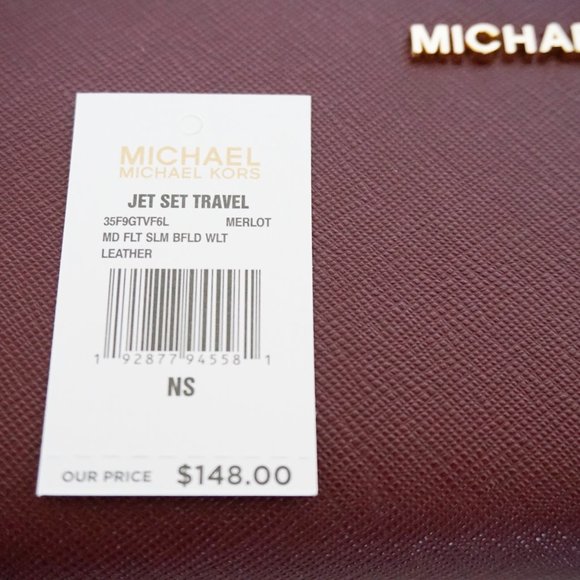 MICHAE
MICHAEL
MICHAEL KORS
JET SET TRAVEL
35F9GTVF6L MERLOT
MD FLT SLM BFLD WLT
LEATHER
1 92877 94558 1
NS
OUR PRICE $148.00